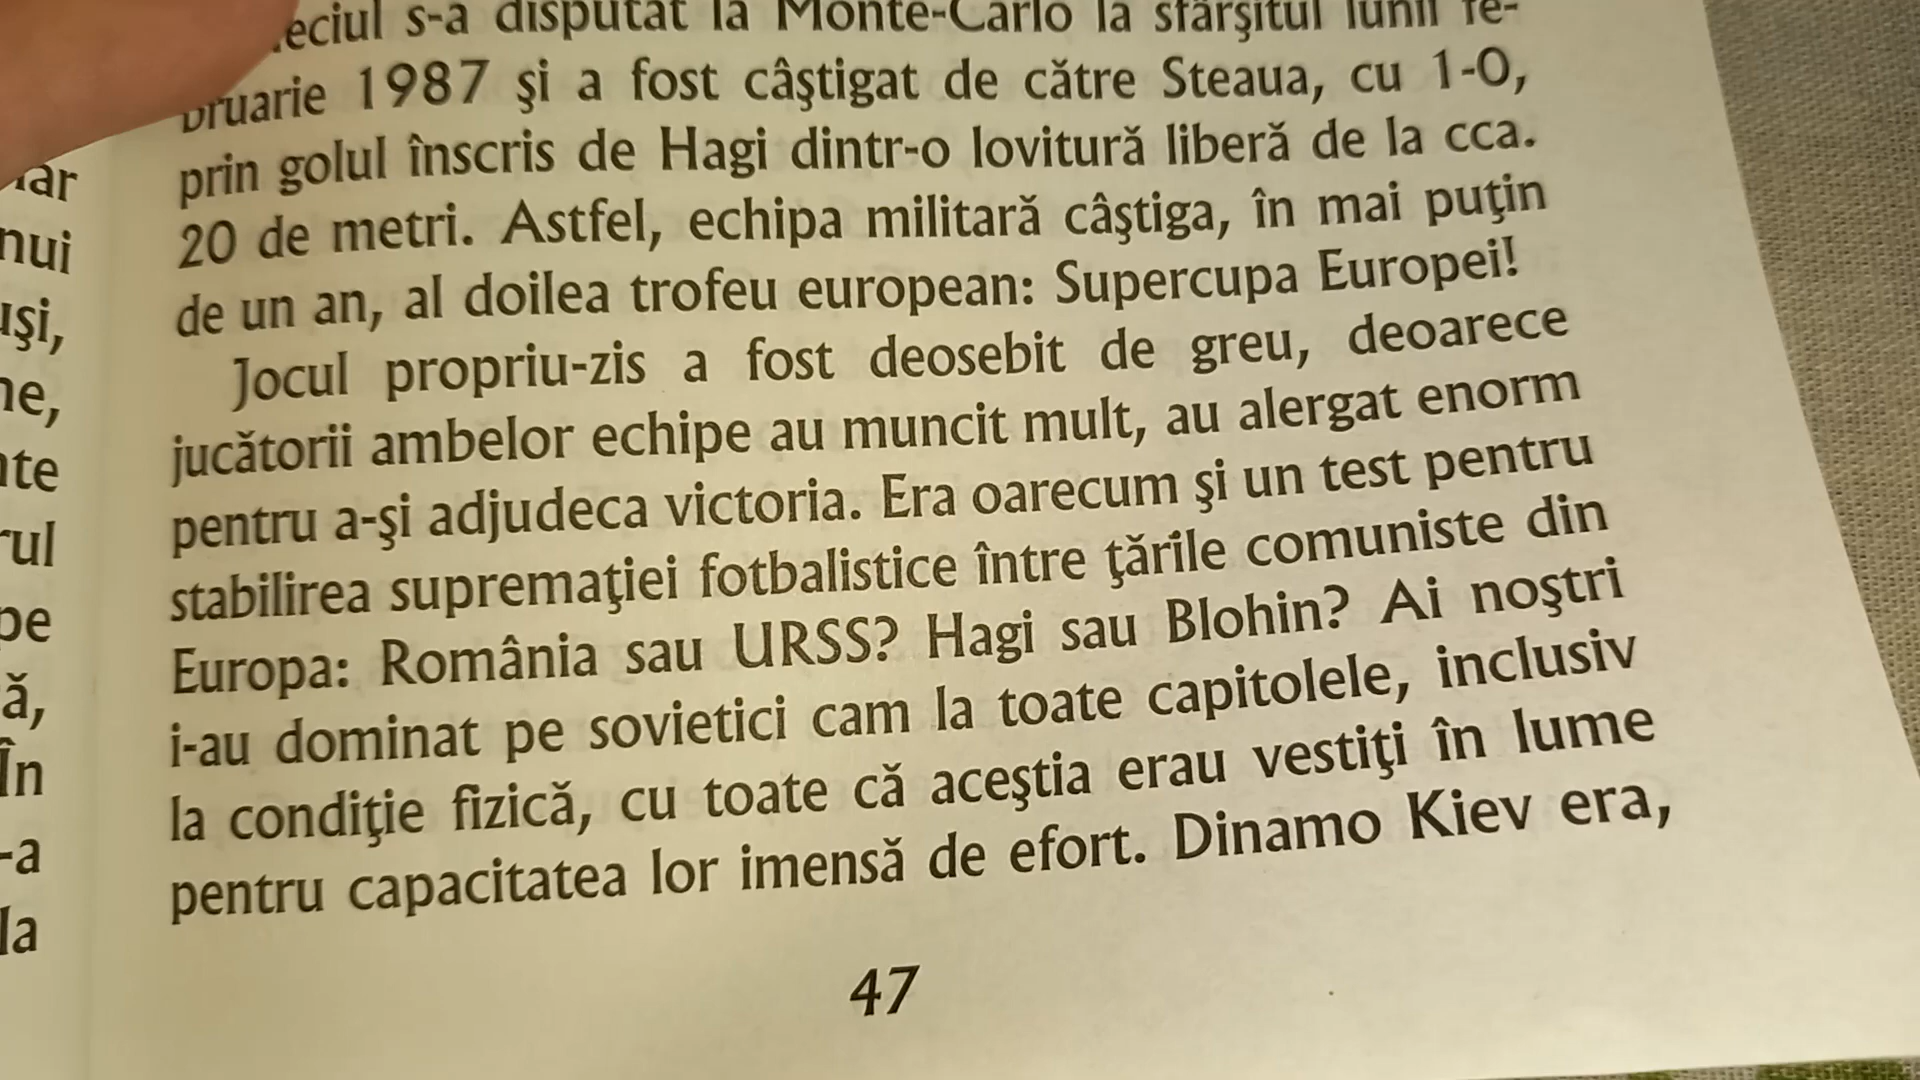 s-a disputat la Monte-Carlo la sfârşitul lunii fe-
bruarie 1987 şi a fost câştigat de către Steaua, cu 1-0,
prin golul înscris de Hagi dintr-o lovitură liberă de la cca.
20 de metri. Astfel, echipa militară câştiga, în mai puţin
de un an, al doilea trofeu european: Supercupa Europei!
Jocul propriu-zis a fost deosebit de greu, deoarece
jucătorii ambelor echipe au muncit mult, au alergat enorm
pentru a-şi adjudeca victoria. Era oarecum şi un test pentru
stabilirea supremaţiei fotbalistice între ţările comuniste din
Europa: România sau URSS? Hagi sau Blohin? Ai noştri
i-au dominat pe sovietici cam la toate capitolele, inclusiv
la condiţie fizică, cu toate că aceştia erau vestiţi în lume
pentru capacitatea lor imensă de efort. Dinamo Kiev era,
47